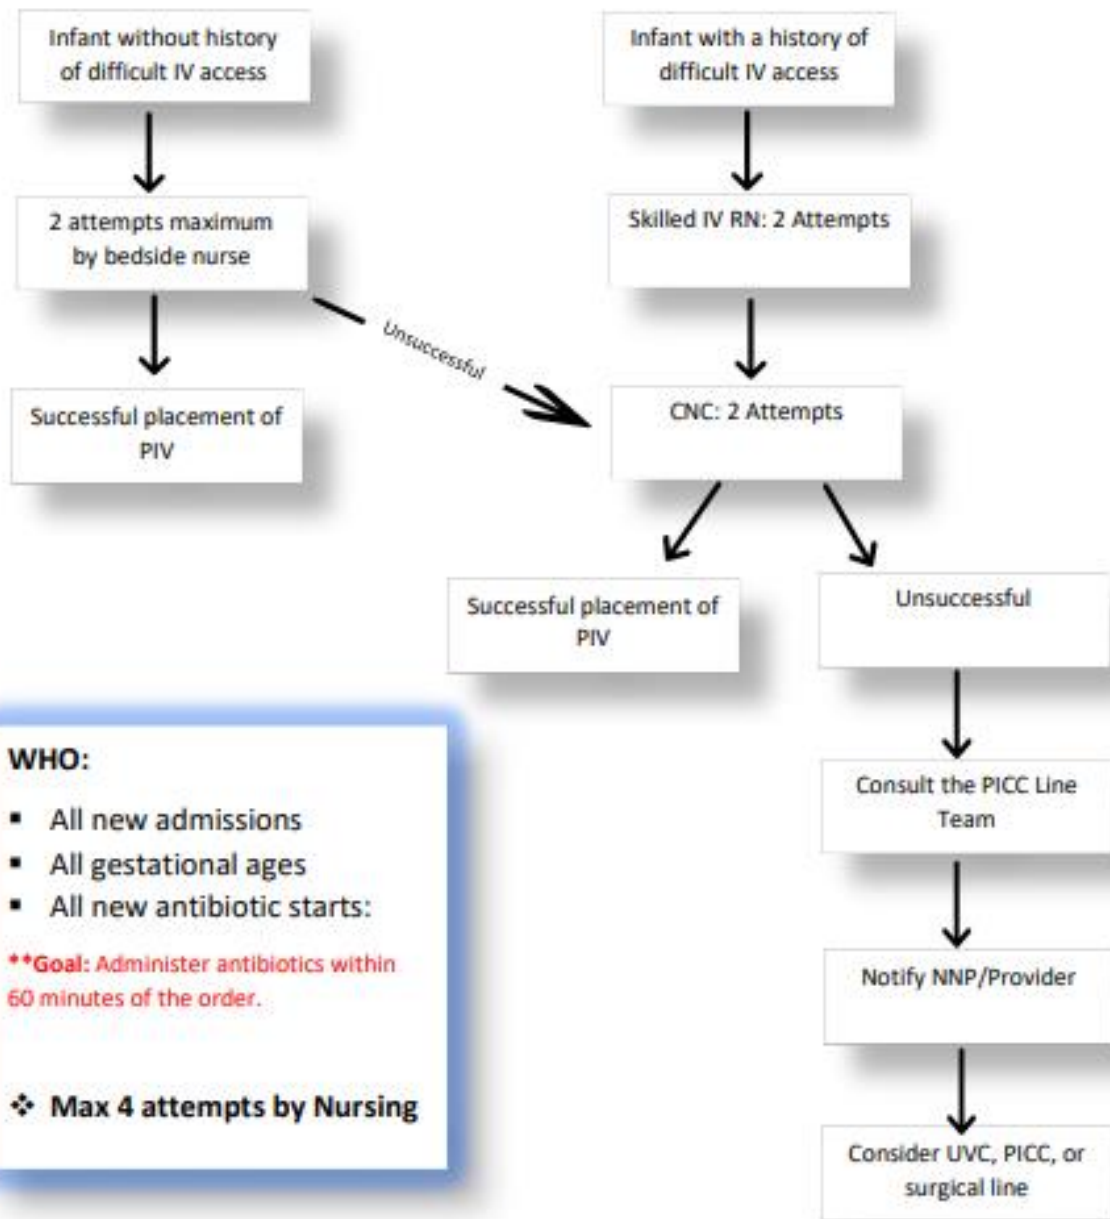 Infant without history
of difficult IV access
Infant with a history of
difficult IV access
2 attempts maximum
by bedside nurse
Skilled IV RN: 2 Attempts
Unsuccessful
Successful placement of
PIV
CNC: 2 Attempts
Successful placement of
PIV
Unsuccessful
Consult the PICC Line
Team
Notify NNP/Provider
Consider UVC, PICC, or
surgical line
WHO:
▪ All new admissions
▪ All gestational ages
▪ All new antibiotic starts:
**Goal: Administer antibiotics within
60 minutes of the order.
❖ Max 4 attempts by Nursing